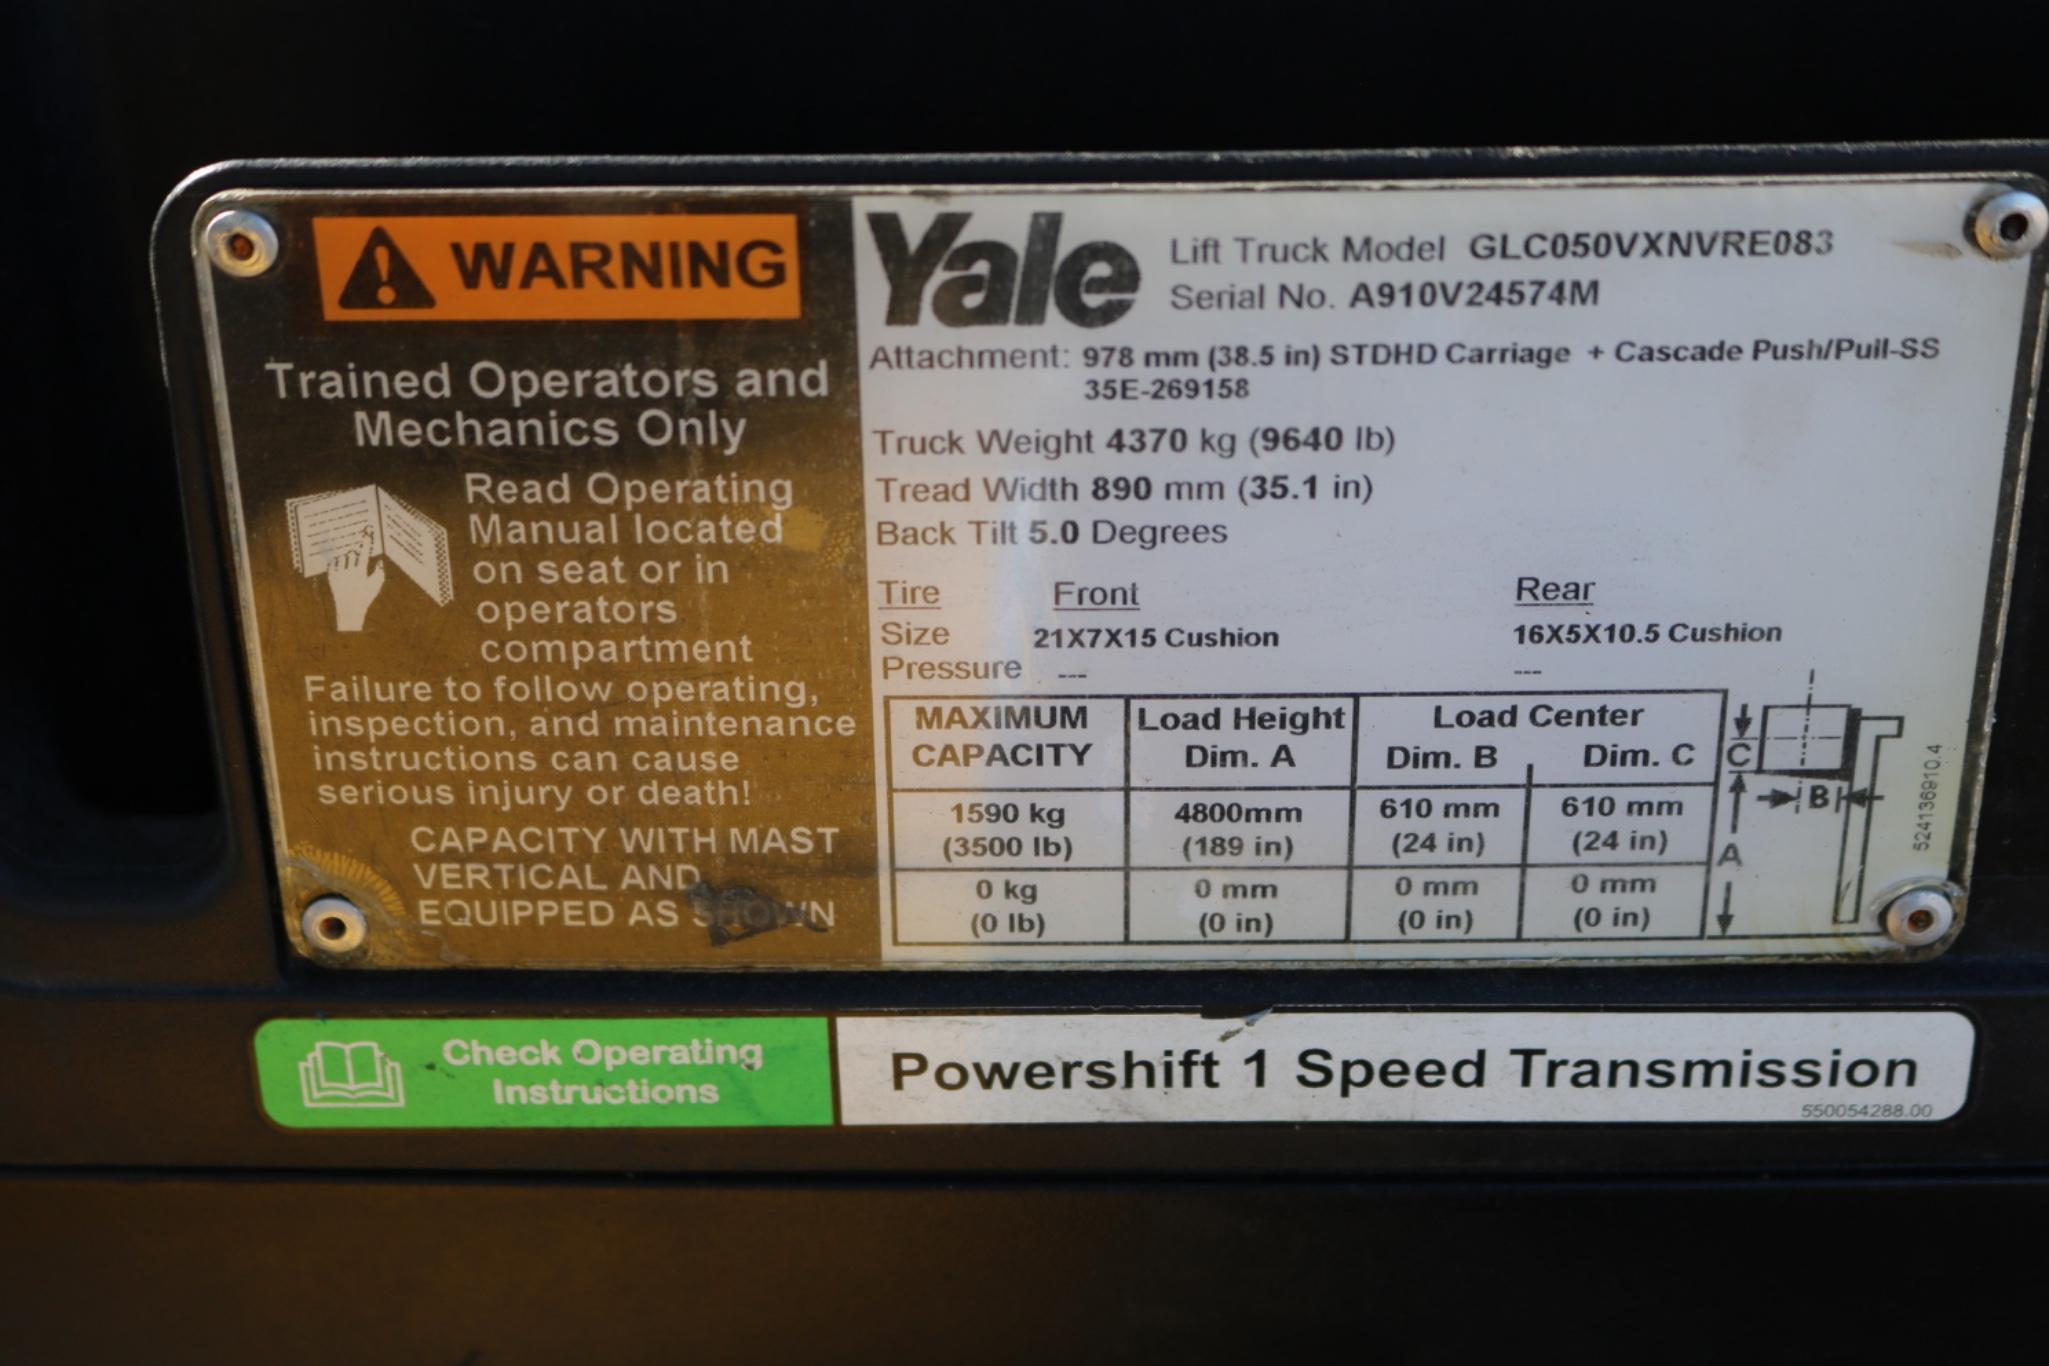 WARNING
Trained Operators and
Mechanics Only
Read Operating
Manual located
on seat or in
operators
compartment
Failure to follow operating,
inspection, and maintenance
instructions can cause
serious injury or death!
CAPACITY WITH MAST
VERTICAL AND
EQUIPPED AS SHOWN
Yale Lift Truck Model GLC050VXNVRE083
Serial No. A910V24574M
Attachment: 978 mm (38.5 in) STDHD Carriage + Cascade Push/Pull-SS
35E-269158
Truck Weight 4370 kg (9640 lb)
Tread Width 890 mm (35.1 in)
Back Tilt 5.0 Degrees
Tire Front Rear
Size 21X7X15 Cushion 16X5X10.5 Cushion
Pressure --- ---
MAXIMUM Load Height Load Center
CAPACITY Dim. A Dim. B Dim. C
1590 kg 4800mm 610 mm 610 mm
(3500 lb) (189 in) (24 in) (24 in)
0 kg 0 mm 0 mm 0 mm
(0 lb) (0 in) (0 in) (0 in)
C
B
A
524136910.4
Check Operating
Instructions
Powershift 1 Speed Transmission
550054288.00